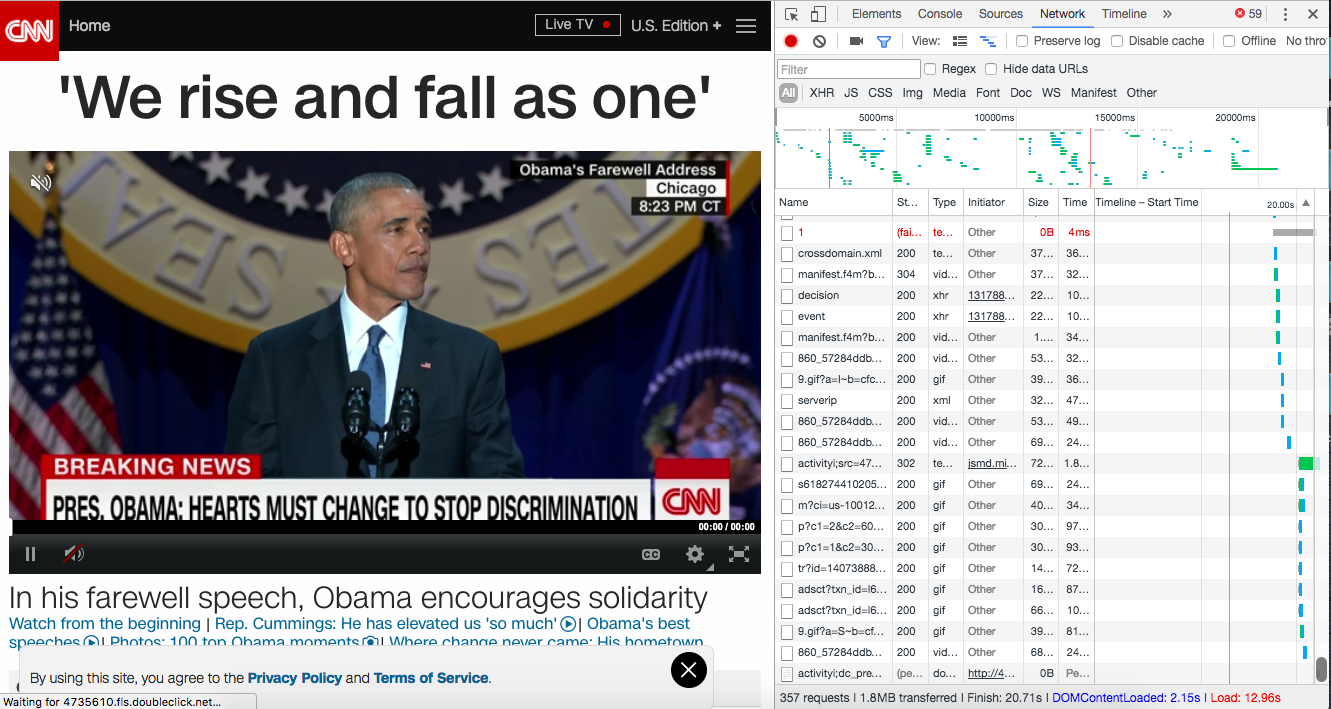 CNN
Home
Live TV
U.S. Edition +
'We rise and fall as one'
Obama's Farewell Address
Chicago
8:23 PM CT
BREAKING NEWS
PRES. OBAMA: HEARTS MUST CHANGE TO STOP DISCRIMINATION
CNN
00:00 / 00:00
CC
In his farewell speech, Obama encourages solidarity
Watch from the beginning | Rep. Cummings: He has elevated us 'so much' | Obama's best
speeches | Photos: 100 top Obama moments | Where change never came: His hometown
By using this site, you agree to the Privacy Policy and Terms of Service.
Waiting for 4735610.fls.doubleclick.net...
Elements Console Sources Network Timeline » 59
View: Preserve log Disable cache Offline No thro
Filter Regex Hide data URLs
All XHR JS CSS Img Media Font Doc WS Manifest Other
5000ms 10000ms 15000ms 20000ms
Name St... Type Initiator Size Time Timeline – Start Time 20.00s
1 (fai... te... Other 0B 4ms
crossdomain.xml 200 te... Other 37... 36...
manifest.f4m?b... 304 vid... Other 37... 32...
decision 200 xhr 131788... 22... 10...
event 200 xhr 131788... 22... 10...
manifest.f4m?b... 200 vid... Other 1.... 34...
860_57284ddb... 200 vid... Other 53... 32...
9.gif?a=I~b=cfc... 200 gif Other 39... 36...
serverip 200 xml Other 32... 47...
860_57284ddb... 200 vid... Other 53... 49...
860_57284ddb... 200 vid... Other 69... 24...
activityi;src=47... 302 te... jsmd.mi... 72... 1.8...
s618274410205... 200 gif Other 69... 24...
m?ci=us-10012... 200 gif Other 40... 34...
p?c1=2&c2=60... 200 gif Other 30... 97...
p?c1=1&c2=30... 200 gif Other 30... 93...
tr?id=14073888... 200 gif Other 14... 72...
adsct?txn_id=l6... 200 gif Other 16... 87...
adsct?txn_id=l6... 200 gif Other 66... 10...
9.gif?a=S~b=cf... 200 gif Other 39... 81...
860_57284ddb... 200 vid... Other 68... 24...
activityi;dc_pre... (pe... do... http://4... 0B Pe...
357 requests | 1.8MB transferred | Finish: 20.71s | DOMContentLoaded: 2.15s | Load: 12.96s